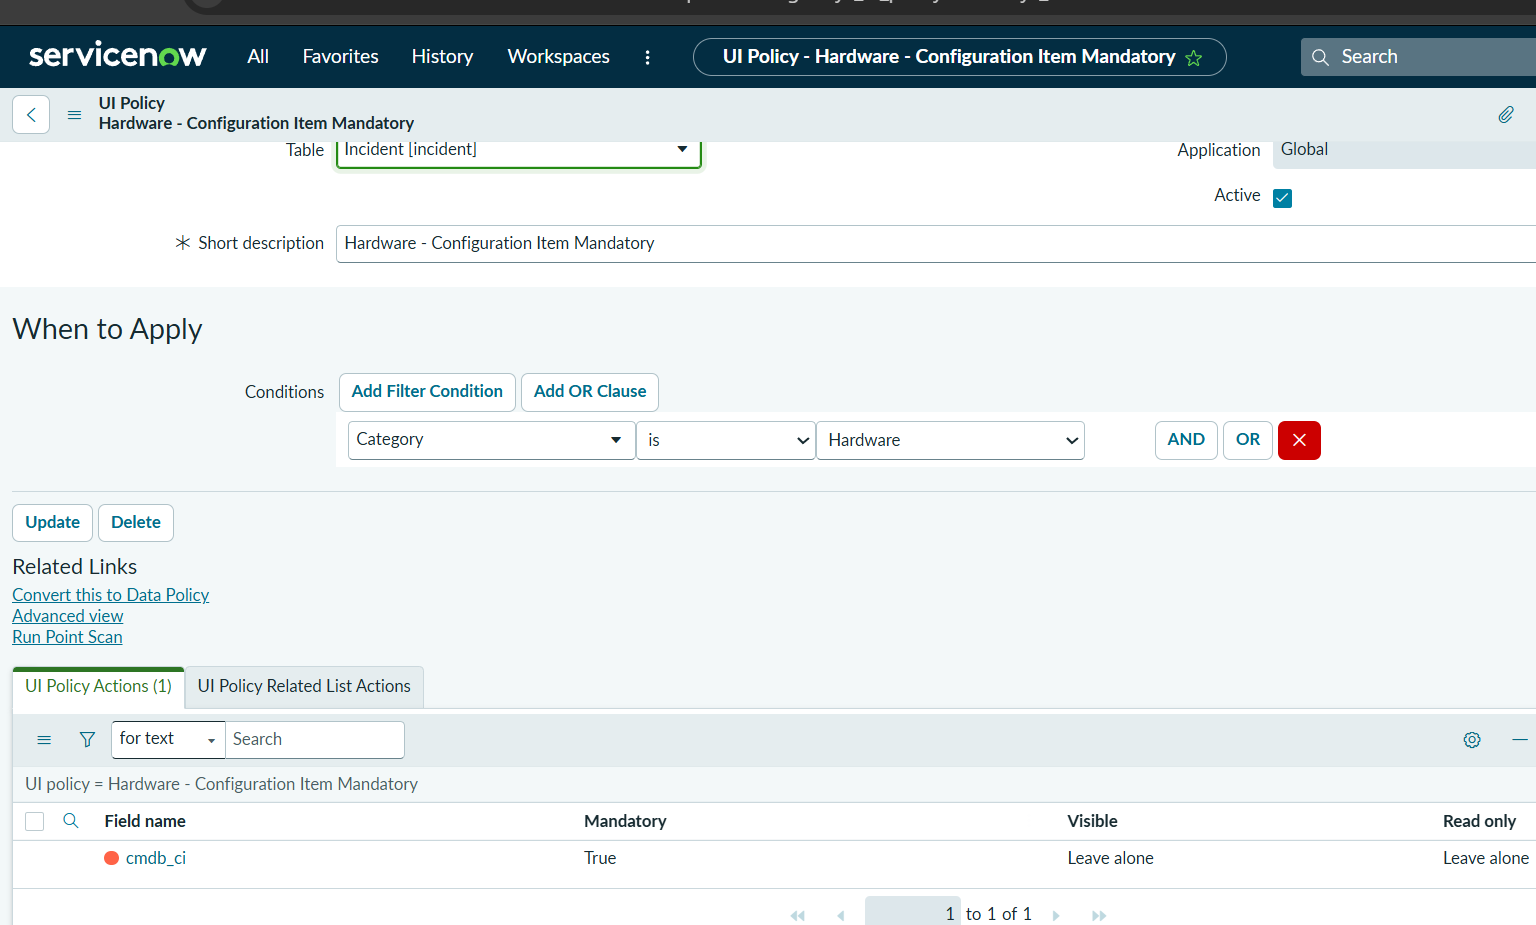 servicenow All Favorites History Workspaces UI Policy - Hardware - Configuration Item Mandatory Search
UI Policy
Hardware - Configuration Item Mandatory
Table Incident [incident] Application Global
Active
Short description Hardware - Configuration Item Mandatory
When to Apply
Conditions Add Filter Condition Add OR Clause
Category is Hardware AND OR
Update Delete
Related Links
Convert this to Data Policy
Advanced view
Run Point Scan
UI Policy Actions (1) UI Policy Related List Actions
for text Search
UI policy = Hardware - Configuration Item Mandatory
Field name Mandatory Visible Read only
cmdb_ci True Leave alone Leave alone
1 to 1 of 1